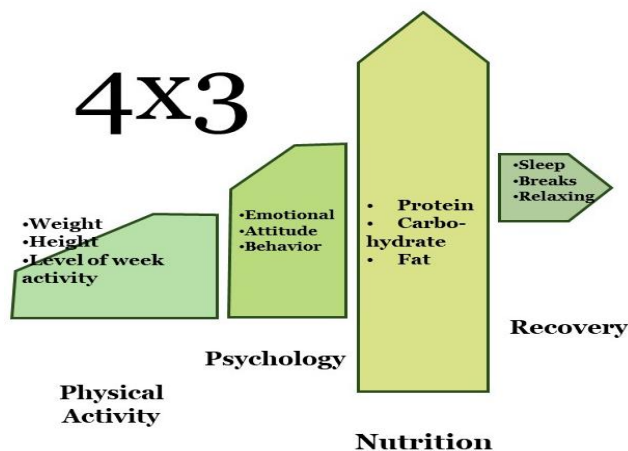 4x3
•Weight
•Height
•Level of week
activity
•Emotional
•Attitude
•Behavior
• Protein
• Carbo-
hydrate
• Fat
•Sleep
•Breaks
•Relaxing
Physical
Activity
Psychology
Nutrition
Recovery